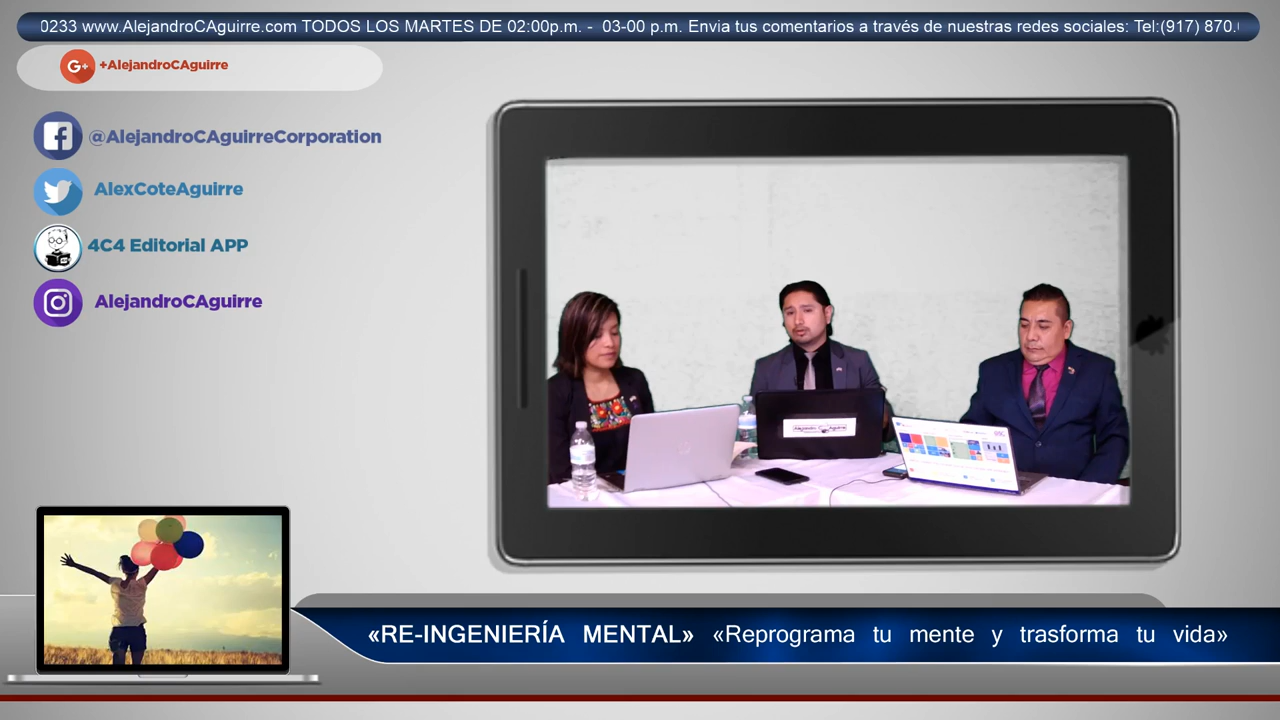 0233 www.AlejandroCAguirre.com TODOS LOS MARTES DE 02:00p.m. - 03-00 p.m. Envia tus comentarios a través de nuestras redes sociales: Tel:(917) 870.
G+ +AlejandroCAguirre
@AlejandroCAguirreCorporation
AlexCoteAguirre
4C4 Editorial APP
AlejandroCAguirre
Alejandro C Aguirre
«RE-INGENIERÍA MENTAL» «Reprograma tu mente y trasforma tu vida»